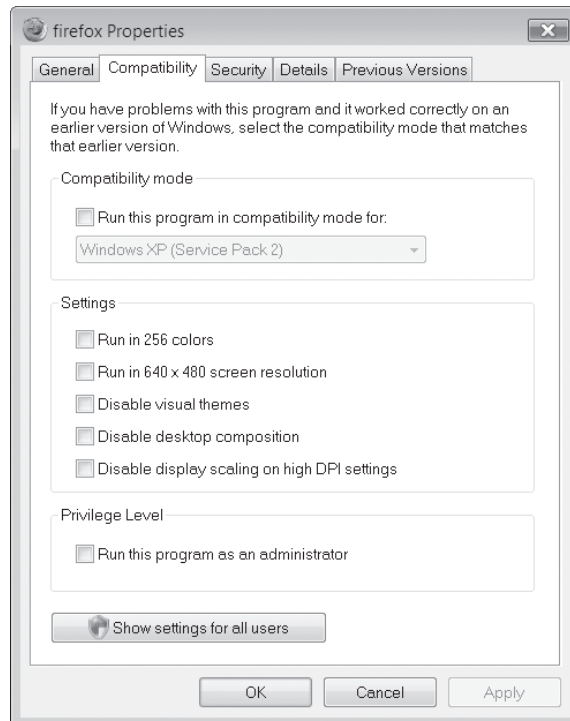 firefox Properties
General Compatibility Security Details Previous Versions
If you have problems with this program and it worked correctly on an
earlier version of Windows, select the compatibility mode that matches
that earlier version.
Compatibility mode
Run this program in compatibility mode for:
Windows XP (Service Pack 2)
Settings
Run in 256 colors
Run in 640 x 480 screen resolution
Disable visual themes
Disable desktop composition
Disable display scaling on high DPI settings
Privilege Level
Run this program as an administrator
Show settings for all users
OK Cancel Apply